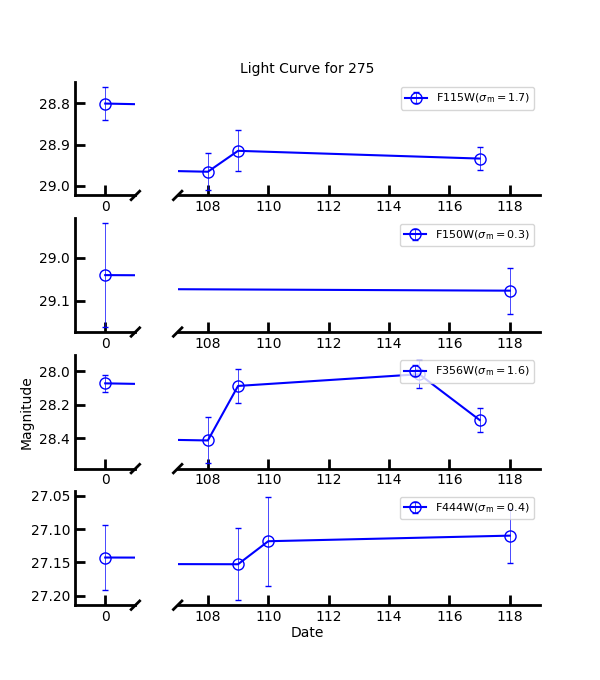 Light Curve for 275
F115W(σm = 1.7)
28.8
28.9
29.0
0 108 110 112 114 116 118
F150W(σm = 0.3)
29.0
29.1
0 108 110 112 114 116 118
F356W(σm = 1.6)
28.0
28.2
28.4
0 108 110 112 114 116 118
Magnitude
F444W(σm = 0.4)
27.05
27.10
27.15
27.20
0 108 110 112 114 116 118
Date